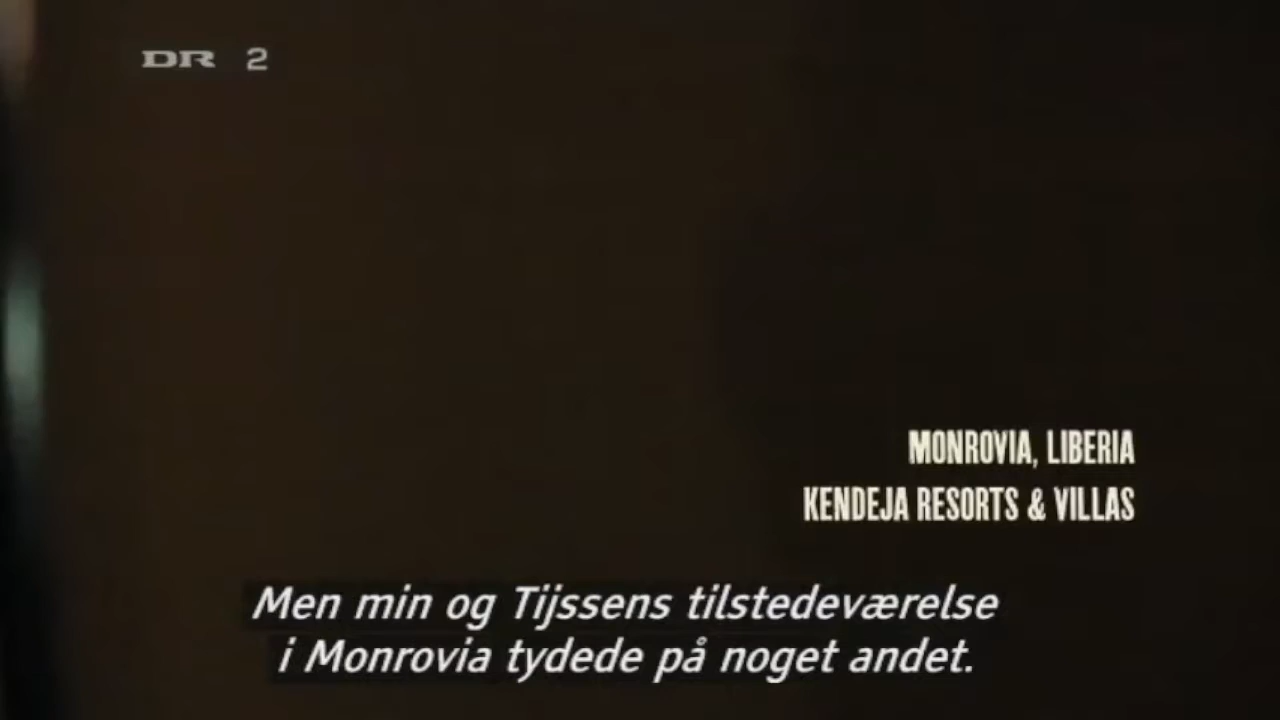 DR 2
MONROVIA, LIBERIA
KENDEJA RESORTS & VILLAS
Men min og Tijssens tilstedeværelse
i Monrovia tydede på noget andet.